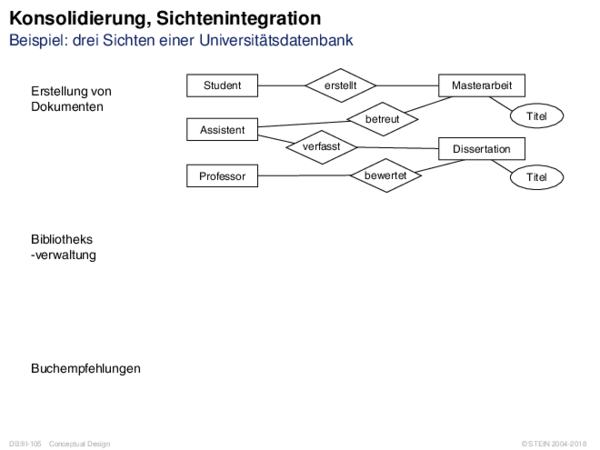 Konsolidierung, Sichtenintegration
Beispiel: drei Sichten einer Universitätsdatenbank
Erstellung von
Dokumenten
Student
erstellt
Masterarbeit
Titel
betreut
Assistent
verfasst
Dissertation
Professor
bewertet
Titel
Bibliotheks
-verwaltung
Buchempfehlungen
DB:III-105 Conceptual Design
© STEIN 2004-2018